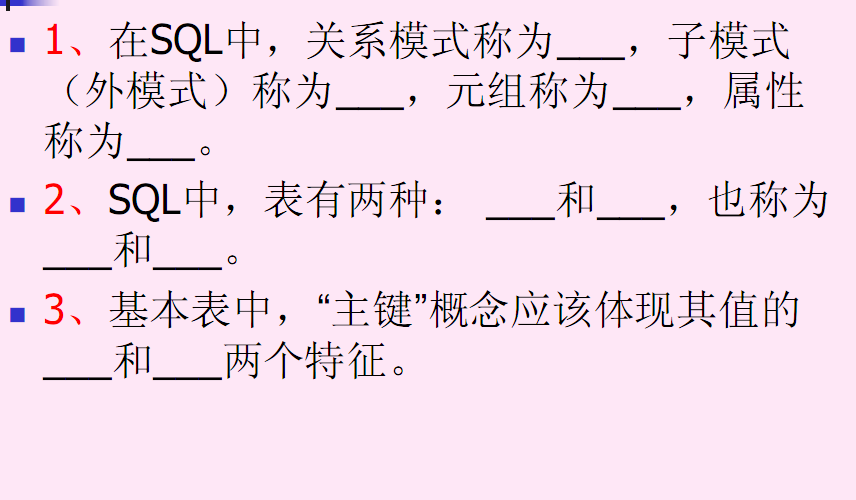 1、在SQL中，关系模式称为___，子模式
（外模式）称为___，元组称为___，属性
称为___。
2、SQL中，表有两种： ___和___，也称为
___和___。
3、基本表中，“主键”概念应该体现其值的
___和___两个特征。